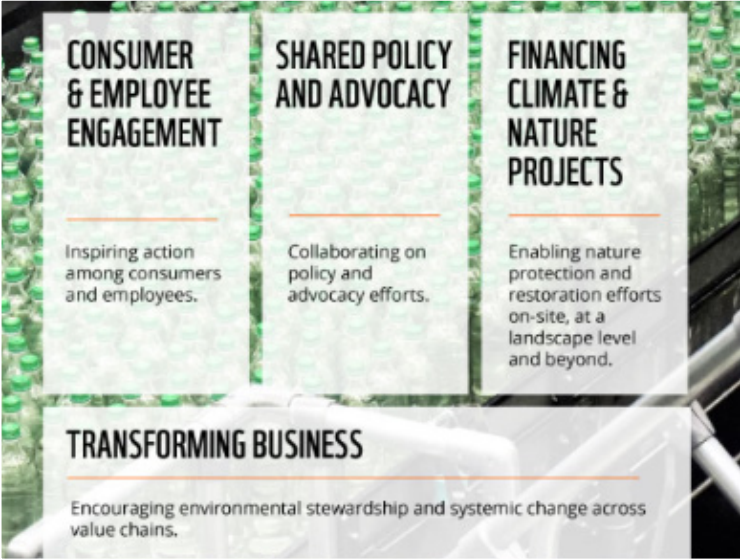 CONSUMER
& EMPLOYEE
ENGAGEMENT
Inspiring action
among consumers
and employees.
SHARED POLICY
AND ADVOCACY
Collaborating on
policy and
advocacy efforts.
FINANCING
CLIMATE &
NATURE
PROJECTS
Enabling nature
protection and
restoration efforts
on-site, at a
landscape level
and beyond.
TRANSFORMING BUSINESS
Encouraging environmental stewardship and systemic change across
value chains.